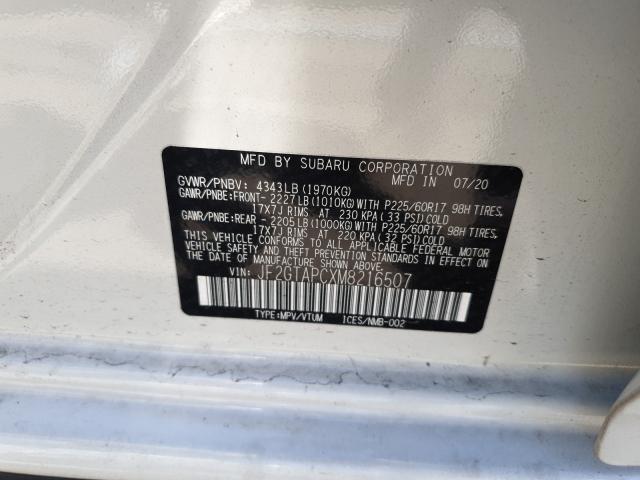 MFD BY SUBARU CORPORATION
MFD IN 07/20
GVWR/PNBV: 4343LB(1970KG)
GAWR/PNBE:FRONT- 2227LB(1010KG)WITH P225/60R17 98H TIRES,
17X7J RIMS AT 230 KPA(33 PSI)COLD
GAWR/PNBE:REAR - 2205LB(1000KG)WITH P225/60R17 98H TIRES,
17X7J RIMS AT 220 KPA(32 PSI)COLD
THIS VEHICLE CONFORMS TO ALL APPLICABLE FEDERAL MOTOR
VEHICLE SAFETY AND THEFT PREVENTION STANDARDS IN EFFECT
ON THE DATE OF MANUFACTURE SHOWN ABOVE.
VIN: JF2GTAPCXM8216507
TYPE:MPV/VTUM ICES/NMB-002